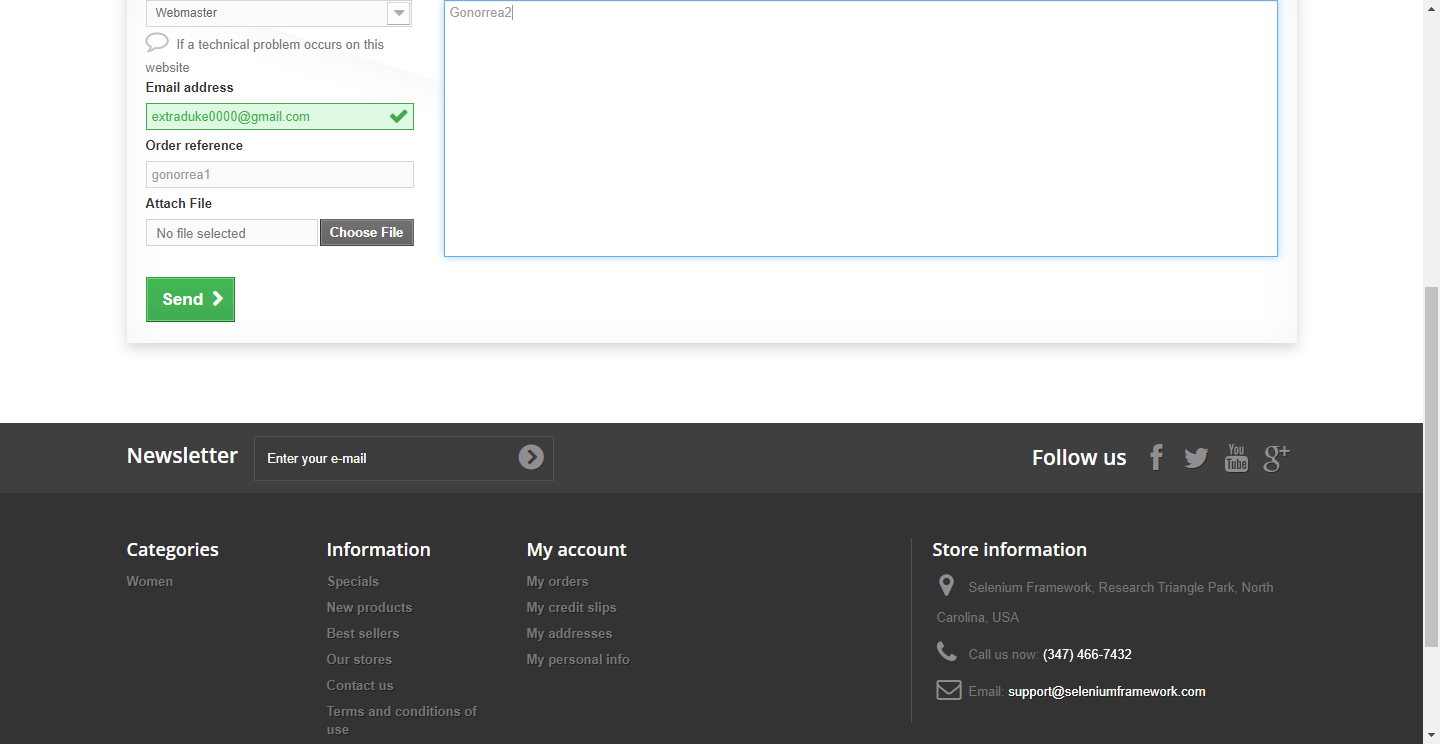 Webmaster
Gonorrea2
If a technical problem occurs on this
website
Email address
extraduke0000@gmail.com
Order reference
gonorrea1
Attach File
No file selected
Choose File
Send
Newsletter
Enter your e-mail
Follow us
You
Tube
g+
Categories
Women
Information
Specials
New products
Best sellers
Our stores
Contact us
Terms and conditions of
use
My account
My orders
My credit slips
My addresses
My personal info
Store information
Selenium Framework, Research Triangle Park, North
Carolina, USA
Call us now: (347) 466-7432
Email: support@seleniumframework.com